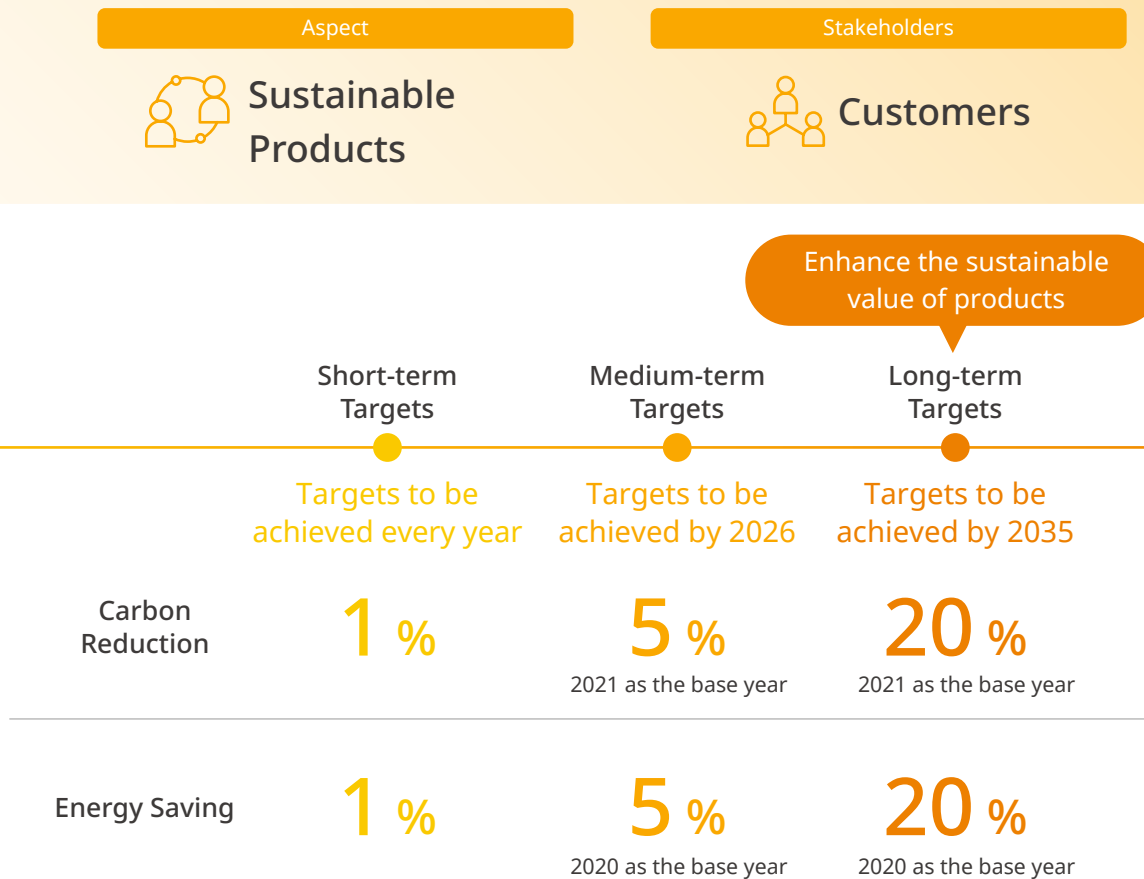 Aspect
Stakeholders
Sustainable
Products
Customers
Enhance the sustainable
value of products
Short-term
Targets
Medium-term
Targets
Long-term
Targets
Targets to be
achieved every year
Targets to be
achieved by 2026
Targets to be
achieved by 2035
Carbon
Reduction
1 %
5 %
2021 as the base year
20 %
2021 as the base year
Energy Saving
1 %
5 %
2020 as the base year
20 %
2020 as the base year